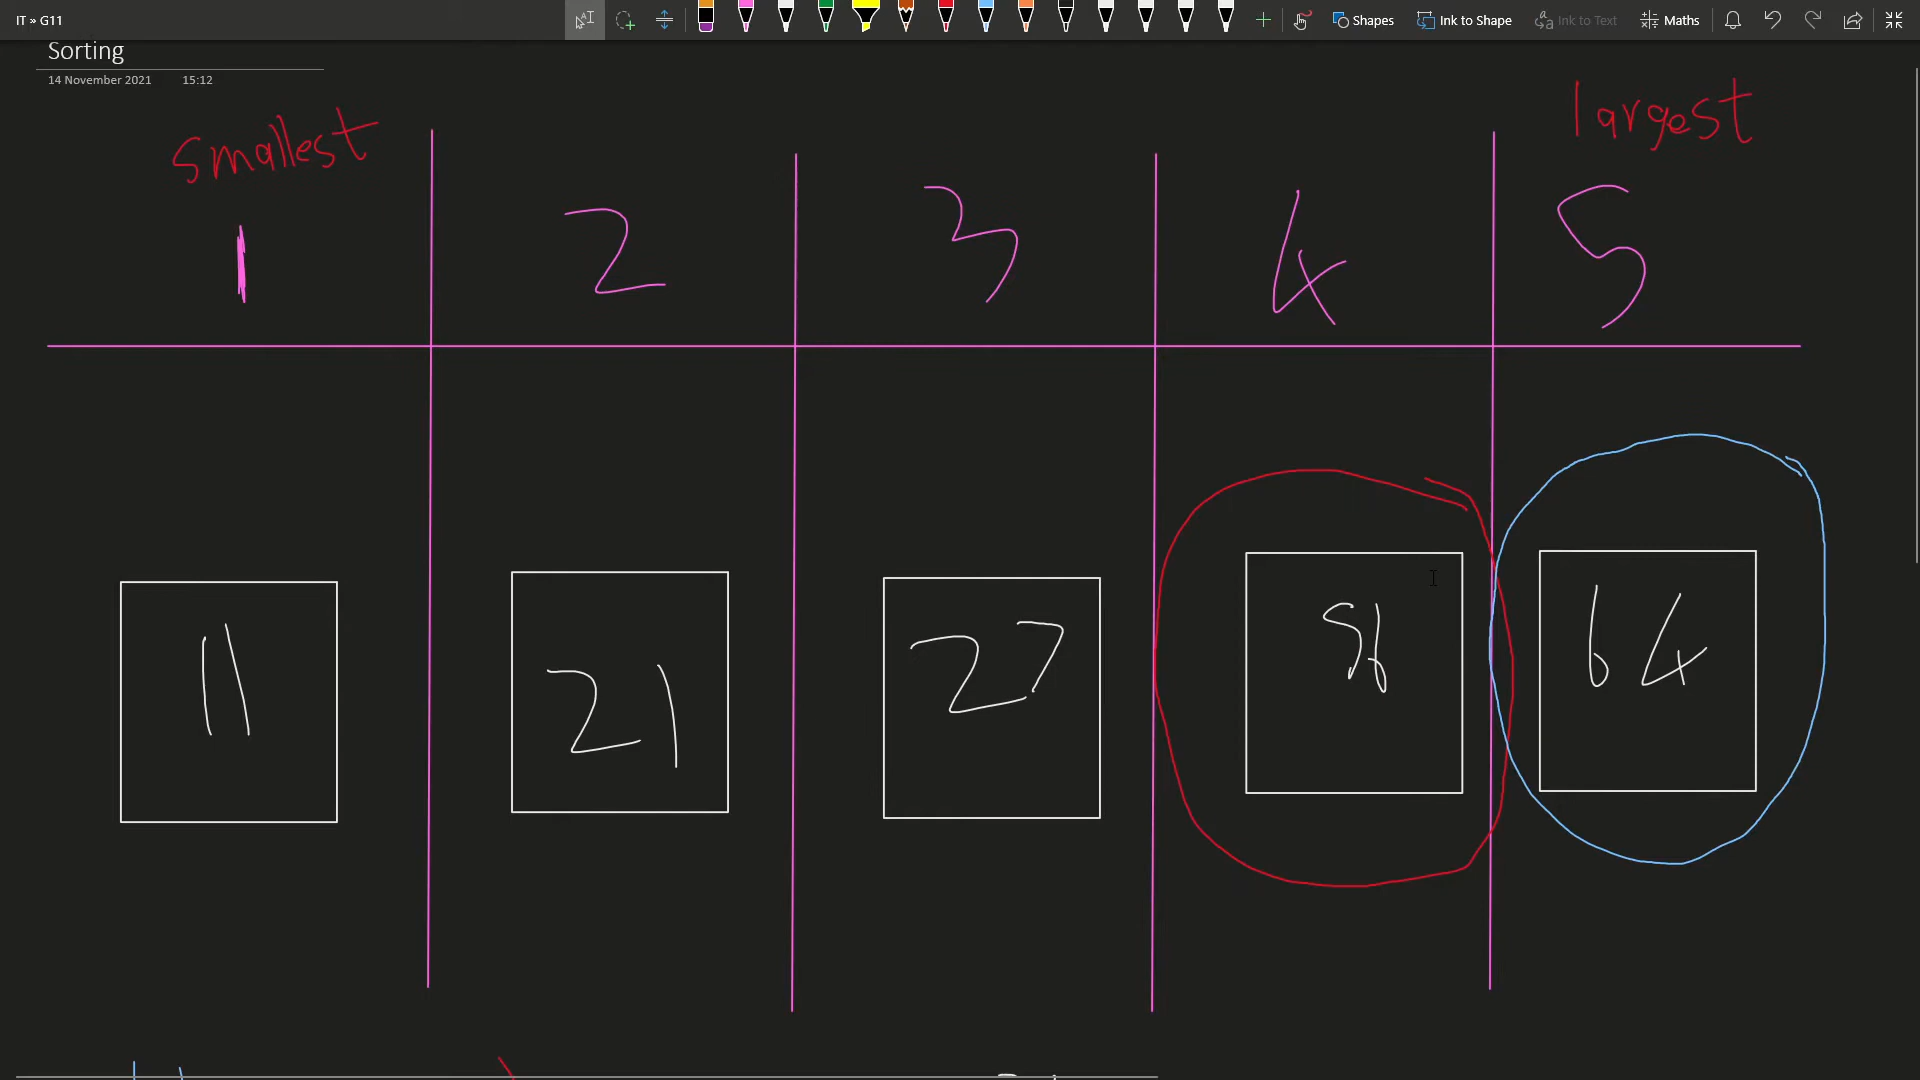 IT » G11
Shapes
Ink to Shape
Ink to Text
Maths
Sorting
14 November 2021 15:12
smallest
largest
1 2 3 4 5
11 21 27 64